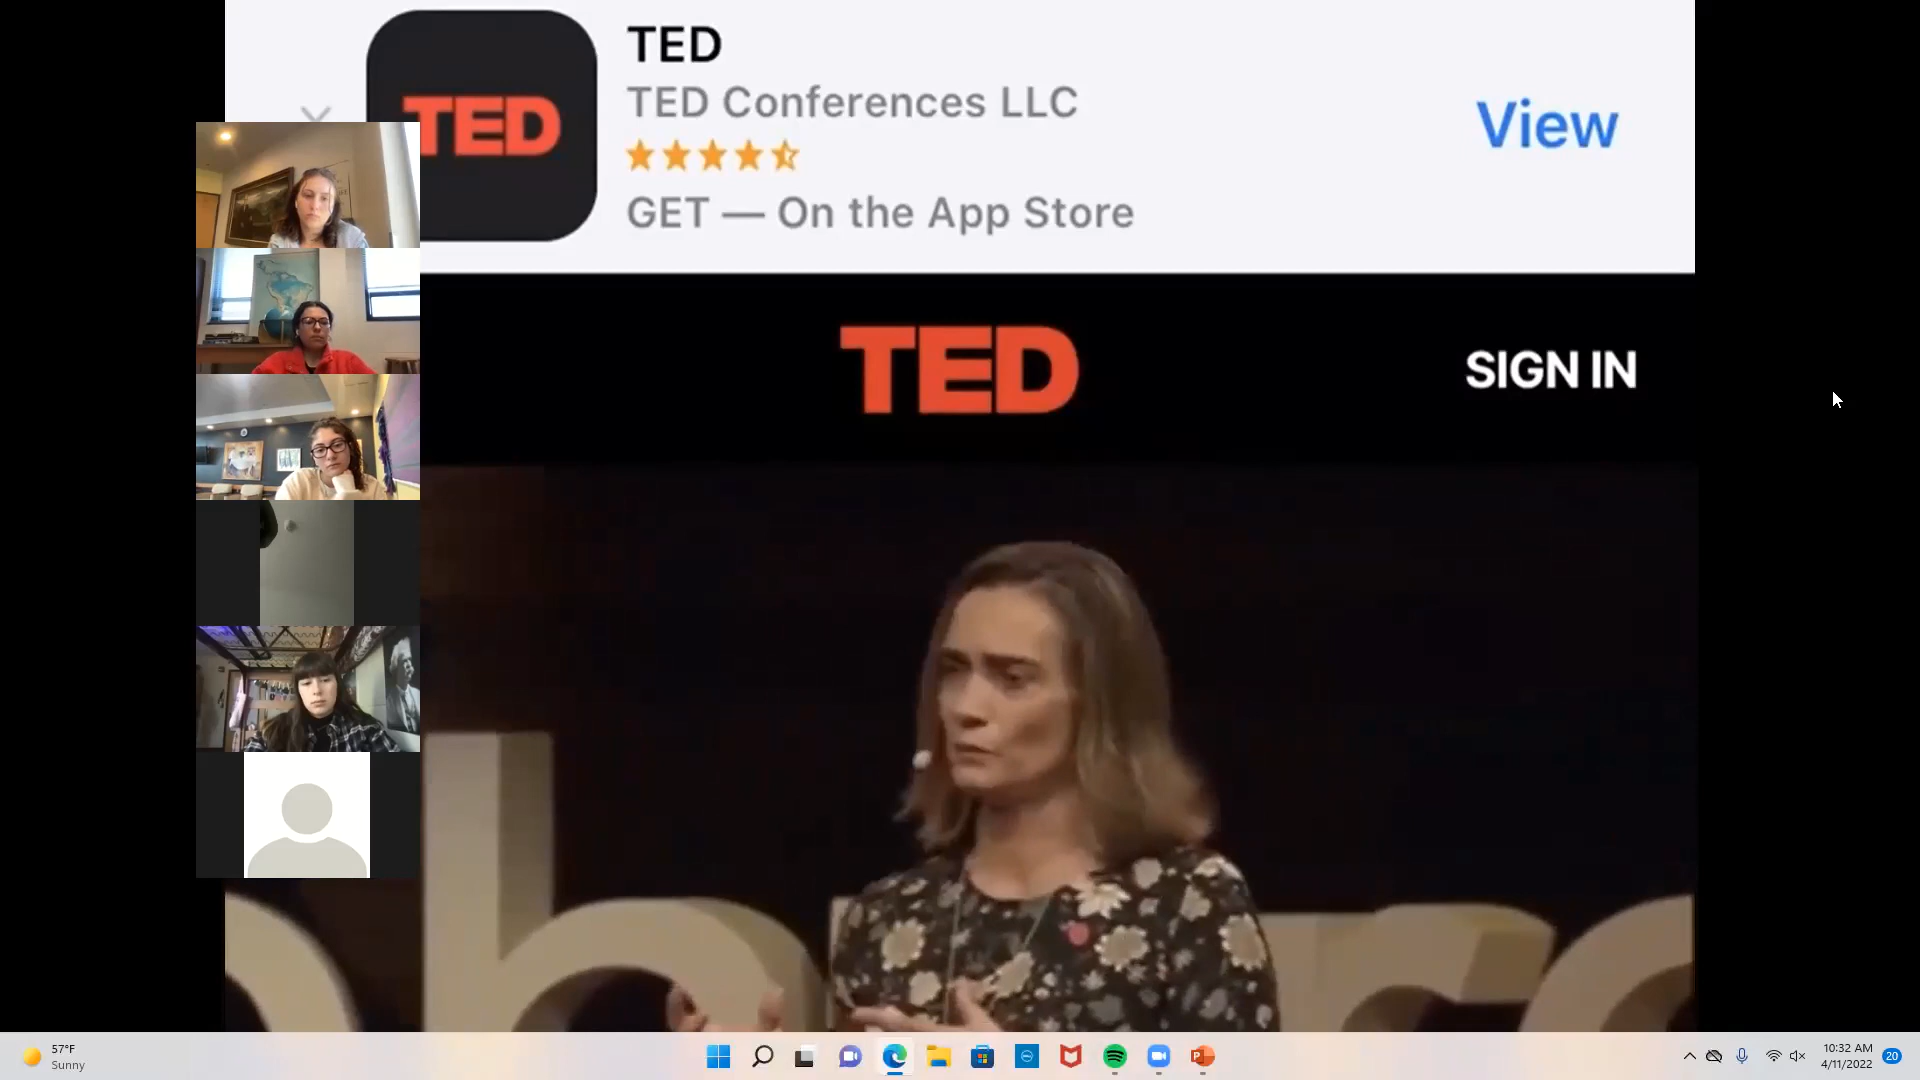 TED
TED Conferences LLC
GET — On the App Store
View
TED
TED
SIGN IN
57°F
Sunny
10:32 AM
4/11/2022
20